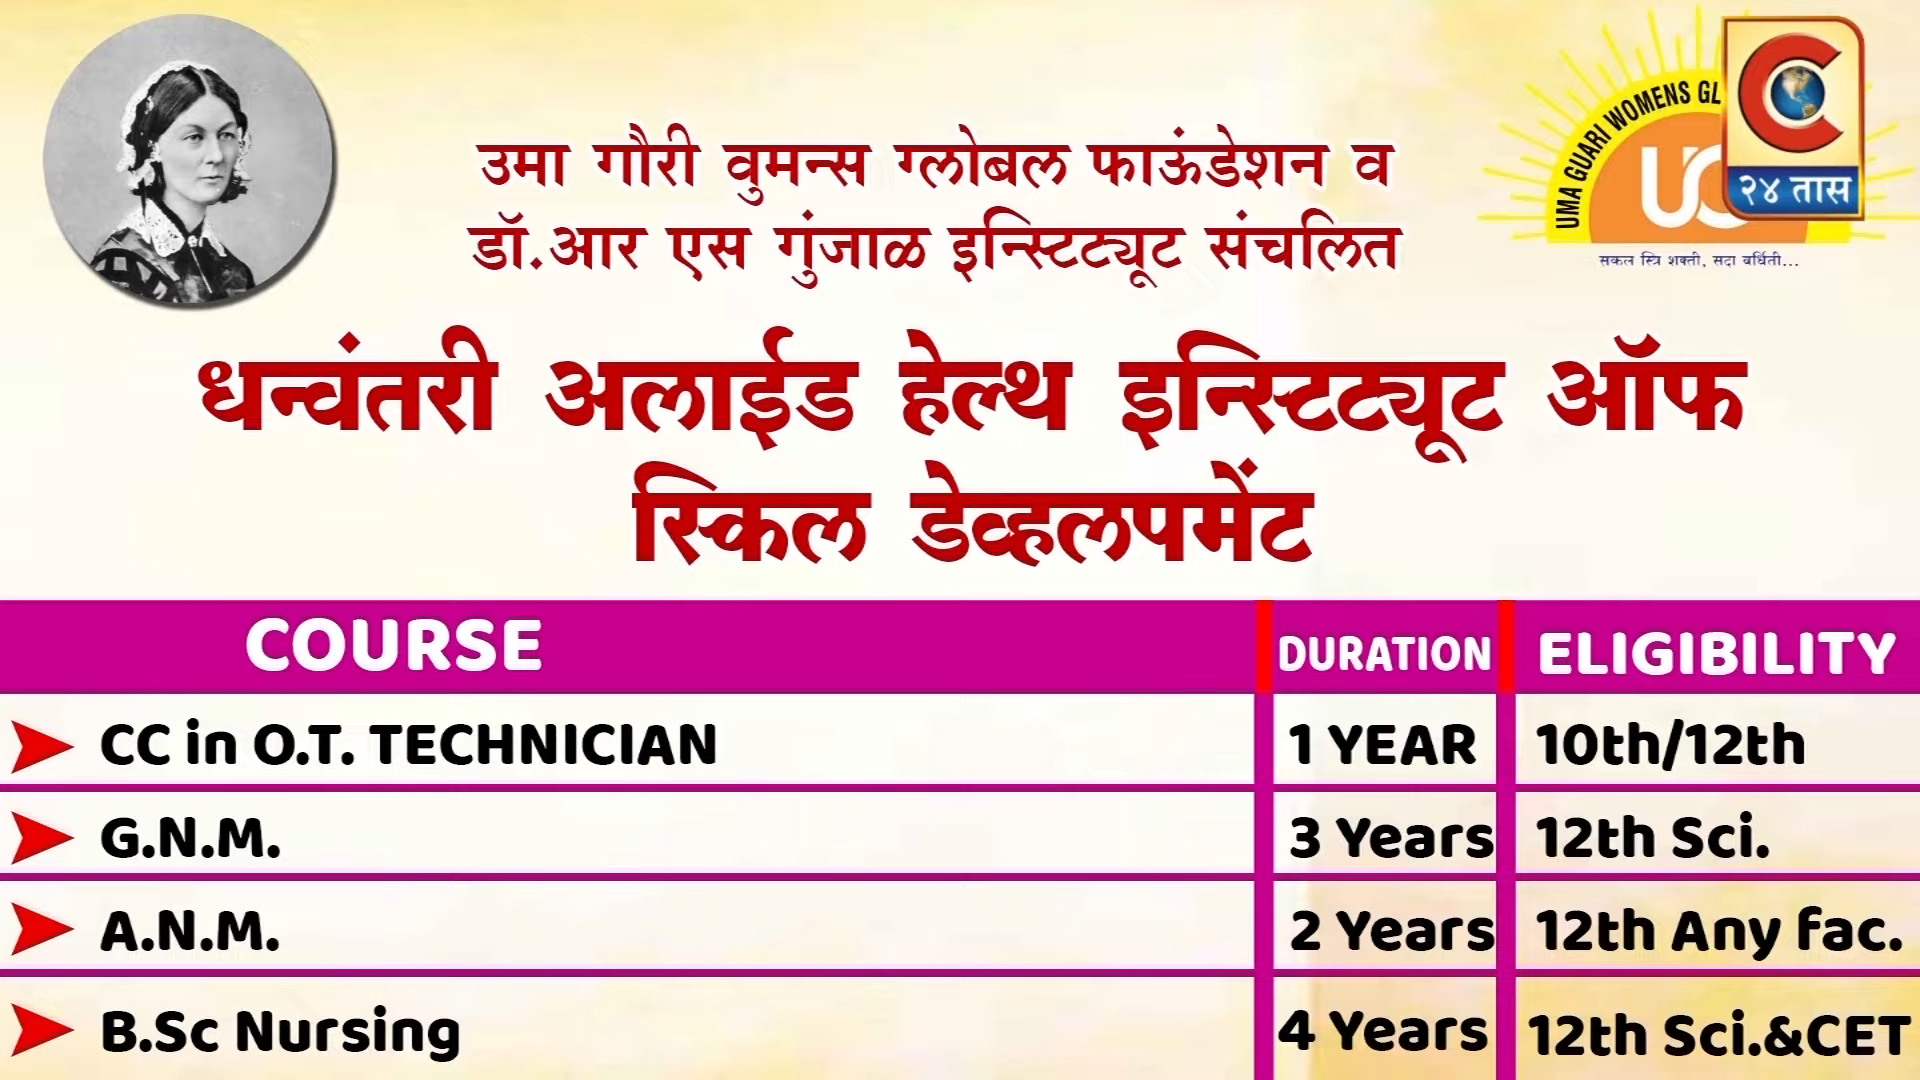 उमा गौरी वुमन्स ग्लोबल फाऊंडेशन व
डॉ.आर एस गुंजाळ इन्स्टिट्यूट संचलित
धन्वंतरी अलाईड हेल्थ इन्स्टिट्यूट ऑफ
स्किल डेव्हलपमेंट
UMA GUARI WOMENS
२४ तास
सकल स्त्रि शक्ती, सदा वर्धिती...
COURSE DURATION ELIGIBILITY
CC in O.T. TECHNICIAN 1 YEAR 10th/12th
G.N.M. 3 Years 12th Sci.
A.N.M. 2 Years 12th Any fac.
B.Sc Nursing 4 Years 12th Sci.&CET